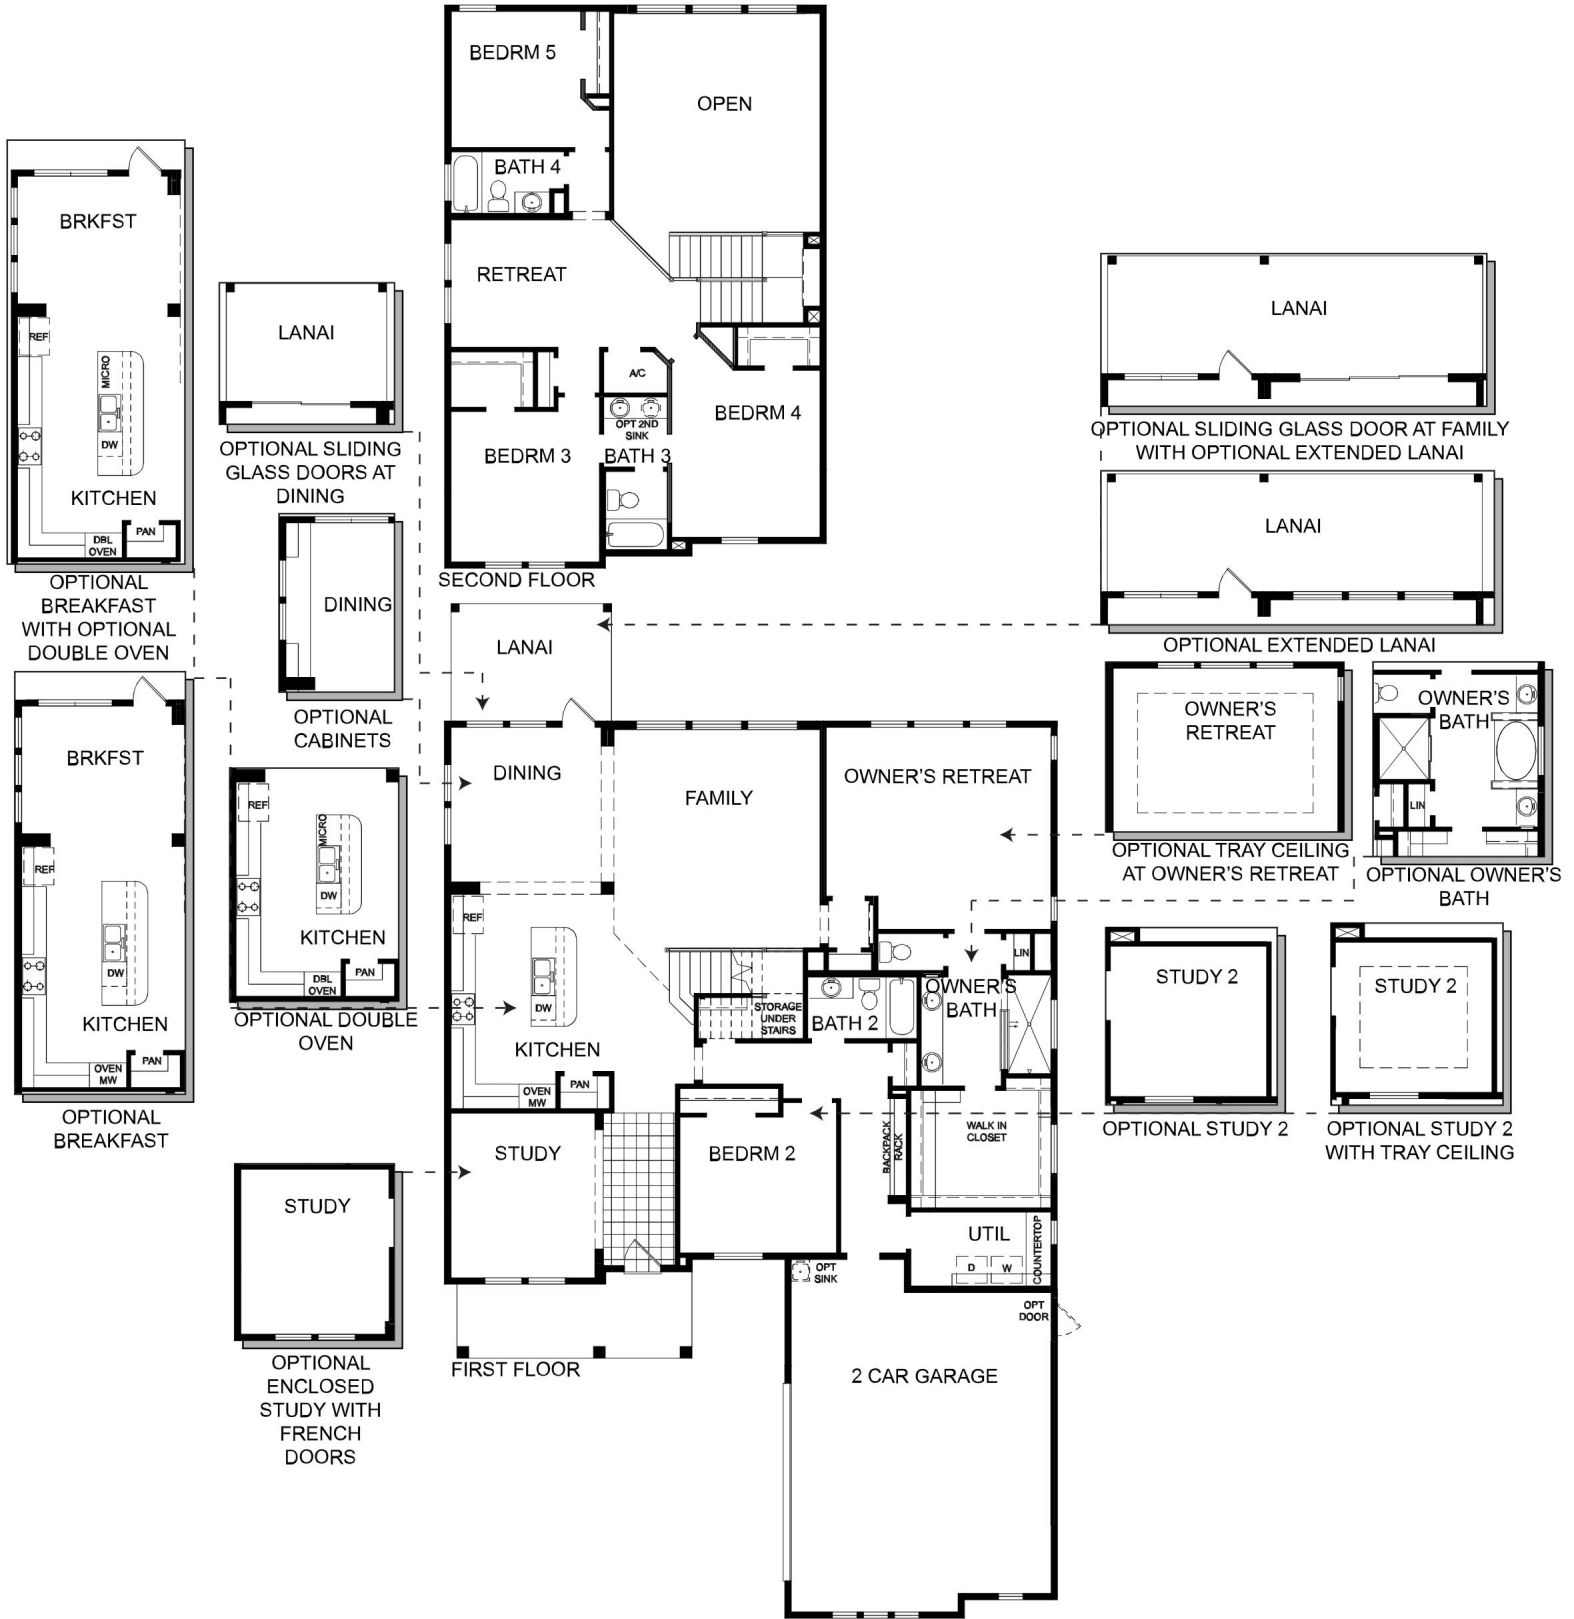 BEDRM 5
OPEN
BATH 4
RETREAT
A/C
BEDRM 4
OPT 2ND
SINK
BEDRM 3
BATH 3
SECOND FLOOR
BRKFST
REF
MICRO
DW
KITCHEN
DBL
OVEN
PAN
OPTIONAL
BREAKFAST
WITH OPTIONAL
DOUBLE OVEN
LANAI
OPTIONAL SLIDING
GLASS DOORS AT
DINING
DINING
OPTIONAL
CABINETS
BRKFST
REF
DW
KITCHEN
OVEN
MW
PAN
OPTIONAL
BREAKFAST
REF
MICRO
DW
KITCHEN
DBL
OVEN
PAN
OPTIONAL DOUBLE
OVEN
STUDY
OPTIONAL
ENCLOSED
STUDY WITH
FRENCH
DOORS
LANAI
OPTIONAL SLIDING GLASS DOOR AT FAMILY
WITH OPTIONAL EXTENDED LANAI
LANAI
OPTIONAL EXTENDED LANAI
OWNER'S
RETREAT
OPTIONAL TRAY CEILING
AT OWNER'S RETREAT
OWNER'S
BATH
LIN
OPTIONAL OWNER'S
BATH
STUDY 2
OPTIONAL STUDY 2
STUDY 2
OPTIONAL STUDY 2
WITH TRAY CEILING
LANAI
DINING
FAMILY
OWNER'S RETREAT
REF
DW
KITCHEN
OVEN
MW
PAN
STORAGE
UNDER
STAIRS
BATH 2
OWNER'S
BATH
LIN
STUDY
BEDRM 2
BACKPACK
RACK
WALK IN
CLOSET
UTIL
D
W
COUNTERTOP
OPT
SINK
OPT
DOOR
2 CAR GARAGE
FIRST FLOOR